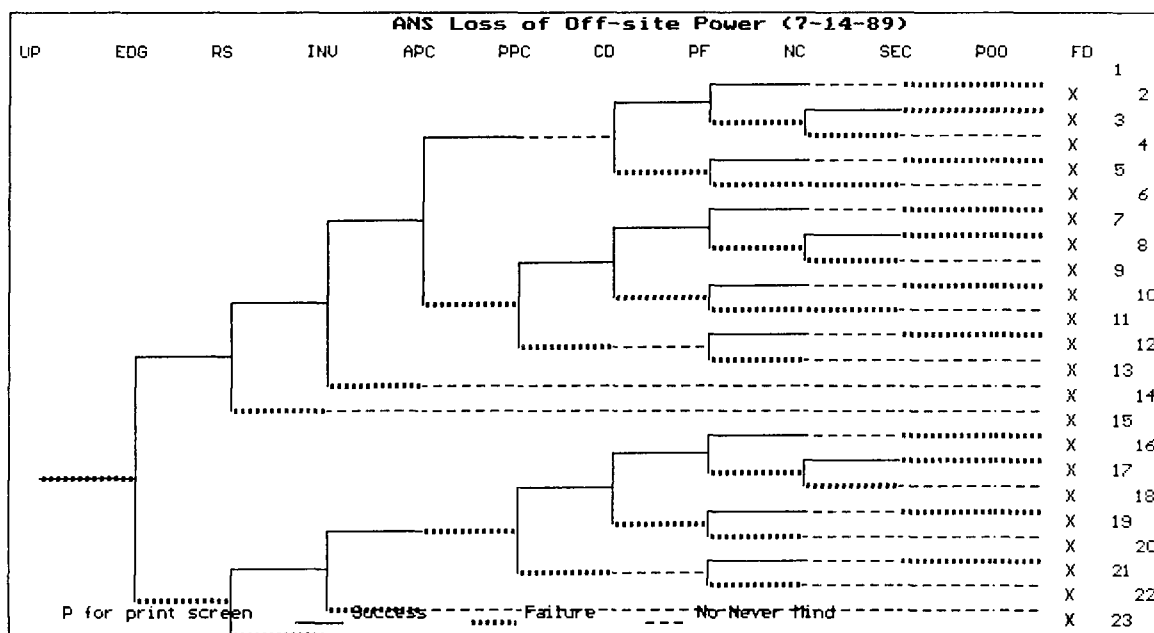 ANS Loss of Off-site Power (7-14-89)
UP EDG RS INV APC PPC CD PF NC SEC POO FD
1
X 2
X 3
X 4
X 5
X 6
X 7
X 8
X 9
X 10
X 11
X 12
X 13
X 14
X 15
X 16
X 17
X 18
X 19
X 20
X 21
X 22
P for print screen Success Failure No Never Mind X 23